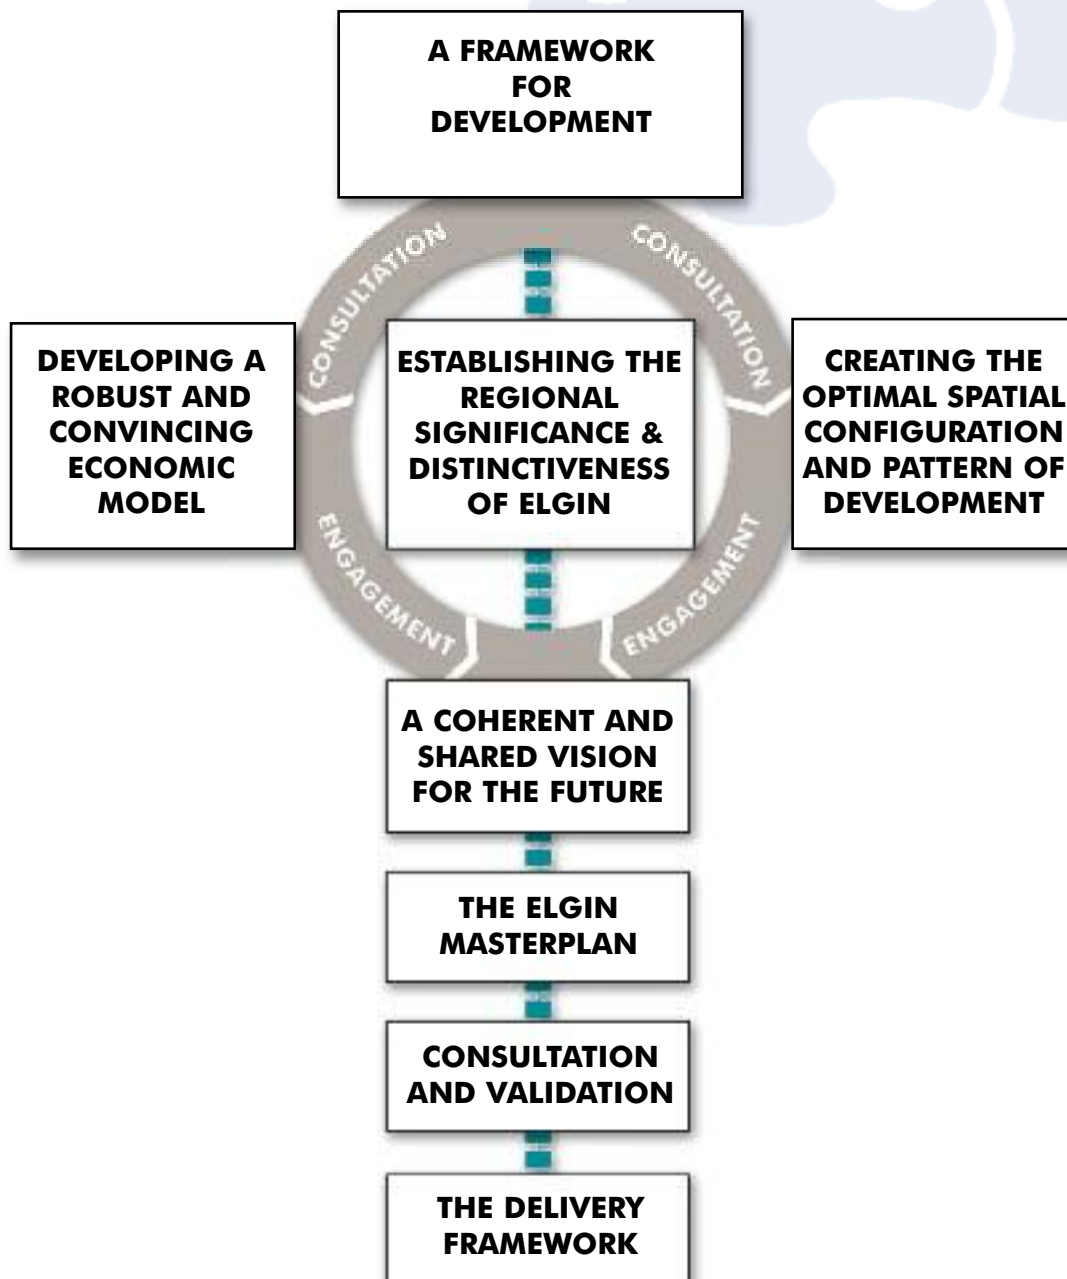 A FRAMEWORK
FOR
DEVELOPMENT
CONSULTATION
CONSULTATION
DEVELOPING A
ROBUST AND
CONVINCING
ECONOMIC
MODEL
ESTABLISHING THE
REGIONAL
SIGNIFICANCE &
DISTINCTIVENESS
OF ELGIN
CREATING THE
OPTIMAL SPATIAL
CONFIGURATION
AND PATTERN OF
DEVELOPMENT
ENGAGEMENT
ENGAGEMENT
A COHERENT AND
SHARED VISION
FOR THE FUTURE
THE ELGIN
MASTERPLAN
CONSULTATION
AND VALIDATION
THE DELIVERY
FRAMEWORK